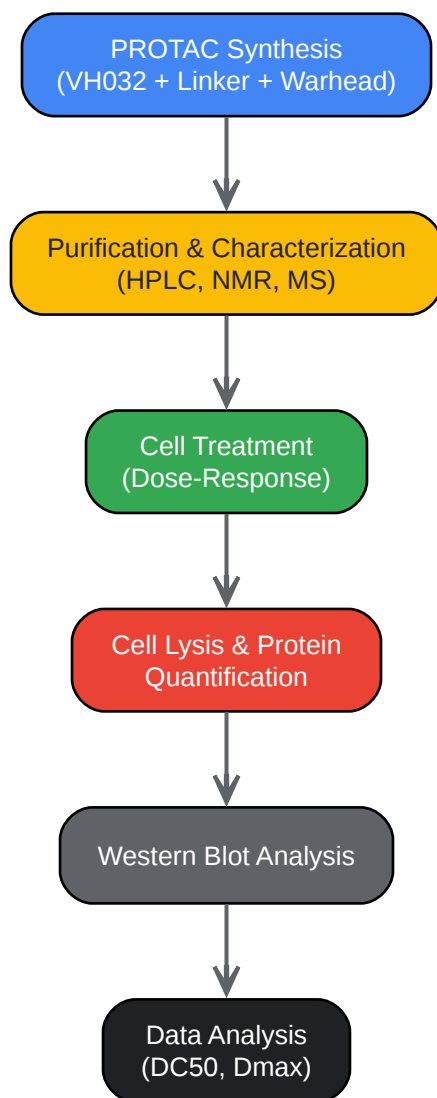 PROTAC Synthesis
(VH032 + Linker + Warhead)
Purification & Characterization
(HPLC, NMR, MS)
Cell Treatment
(Dose-Response)
Cell Lysis & Protein
Quantification
Western Blot Analysis
Data Analysis
(DC50, Dmax)